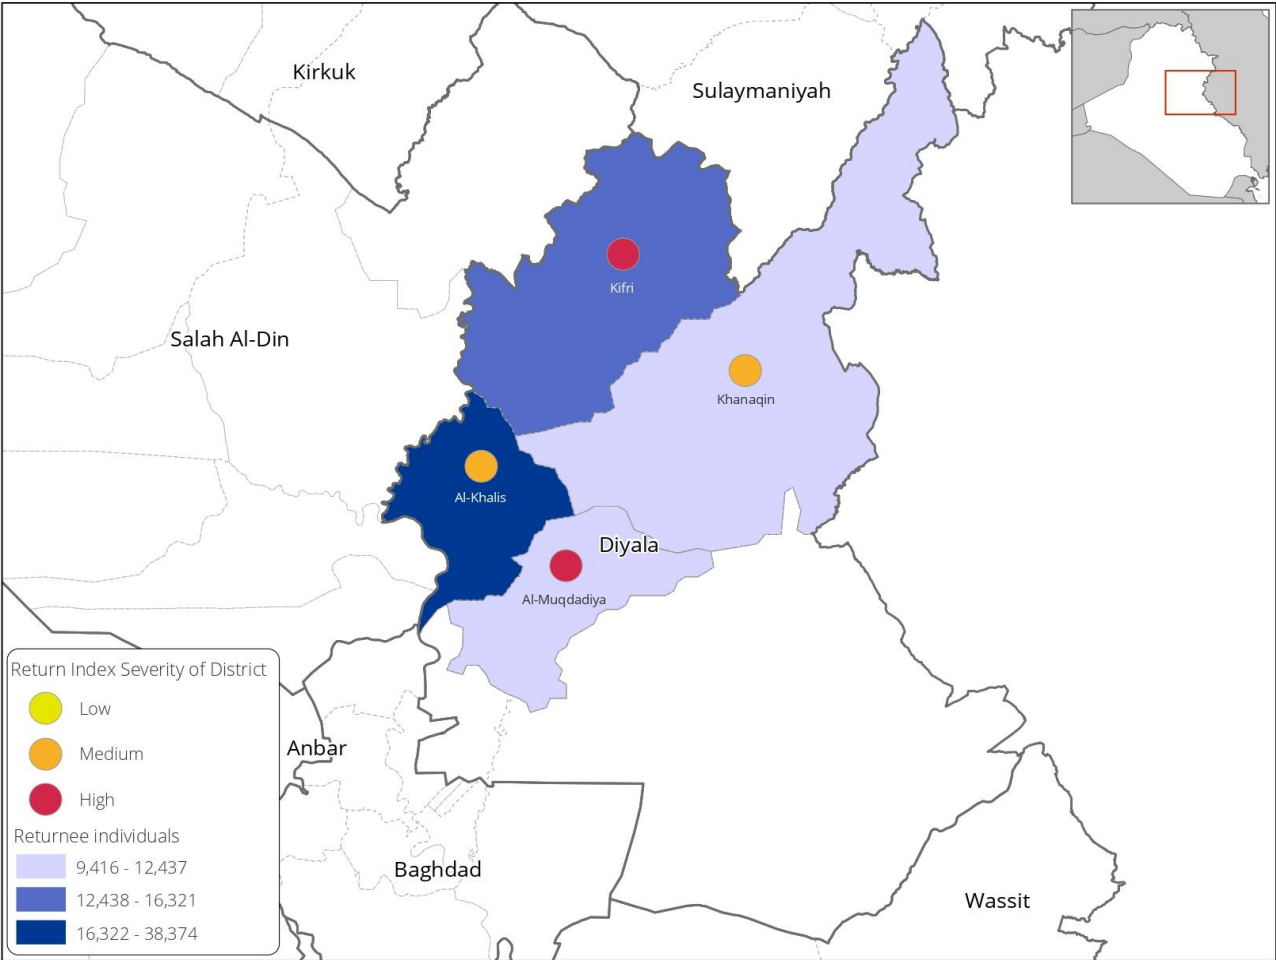 Kirkuk
Sulaymaniyah
Kifri
Salah Al-Din
Khanaqin
Al-Khalis
Diyala
Al-Muqdadiya
Return Index Severity of District
Low
Medium
High
Returnee individuals
9,416 - 12,437
12,438 - 16,321
16,322 - 38,374
Anbar
Baghdad
Wassit